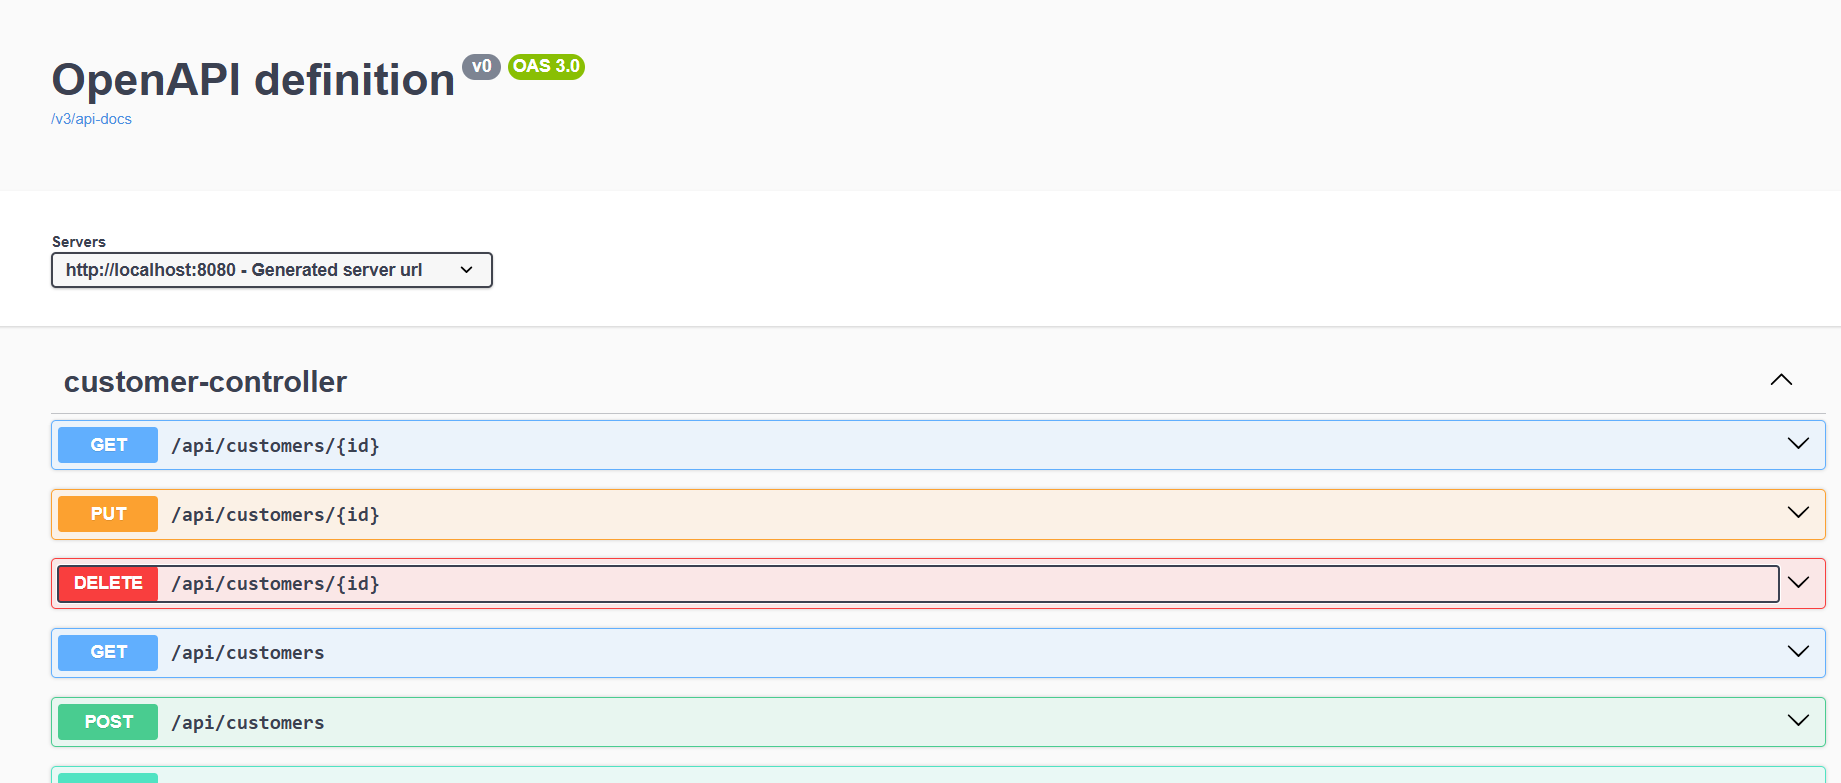 OpenAPI definition v0 OAS 3.0
/v3/api-docs
Servers
http://localhost:8080 - Generated server url
customer-controller
GET /api/customers/{id}
PUT /api/customers/{id}
DELETE /api/customers/{id}
GET /api/customers
POST /api/customers